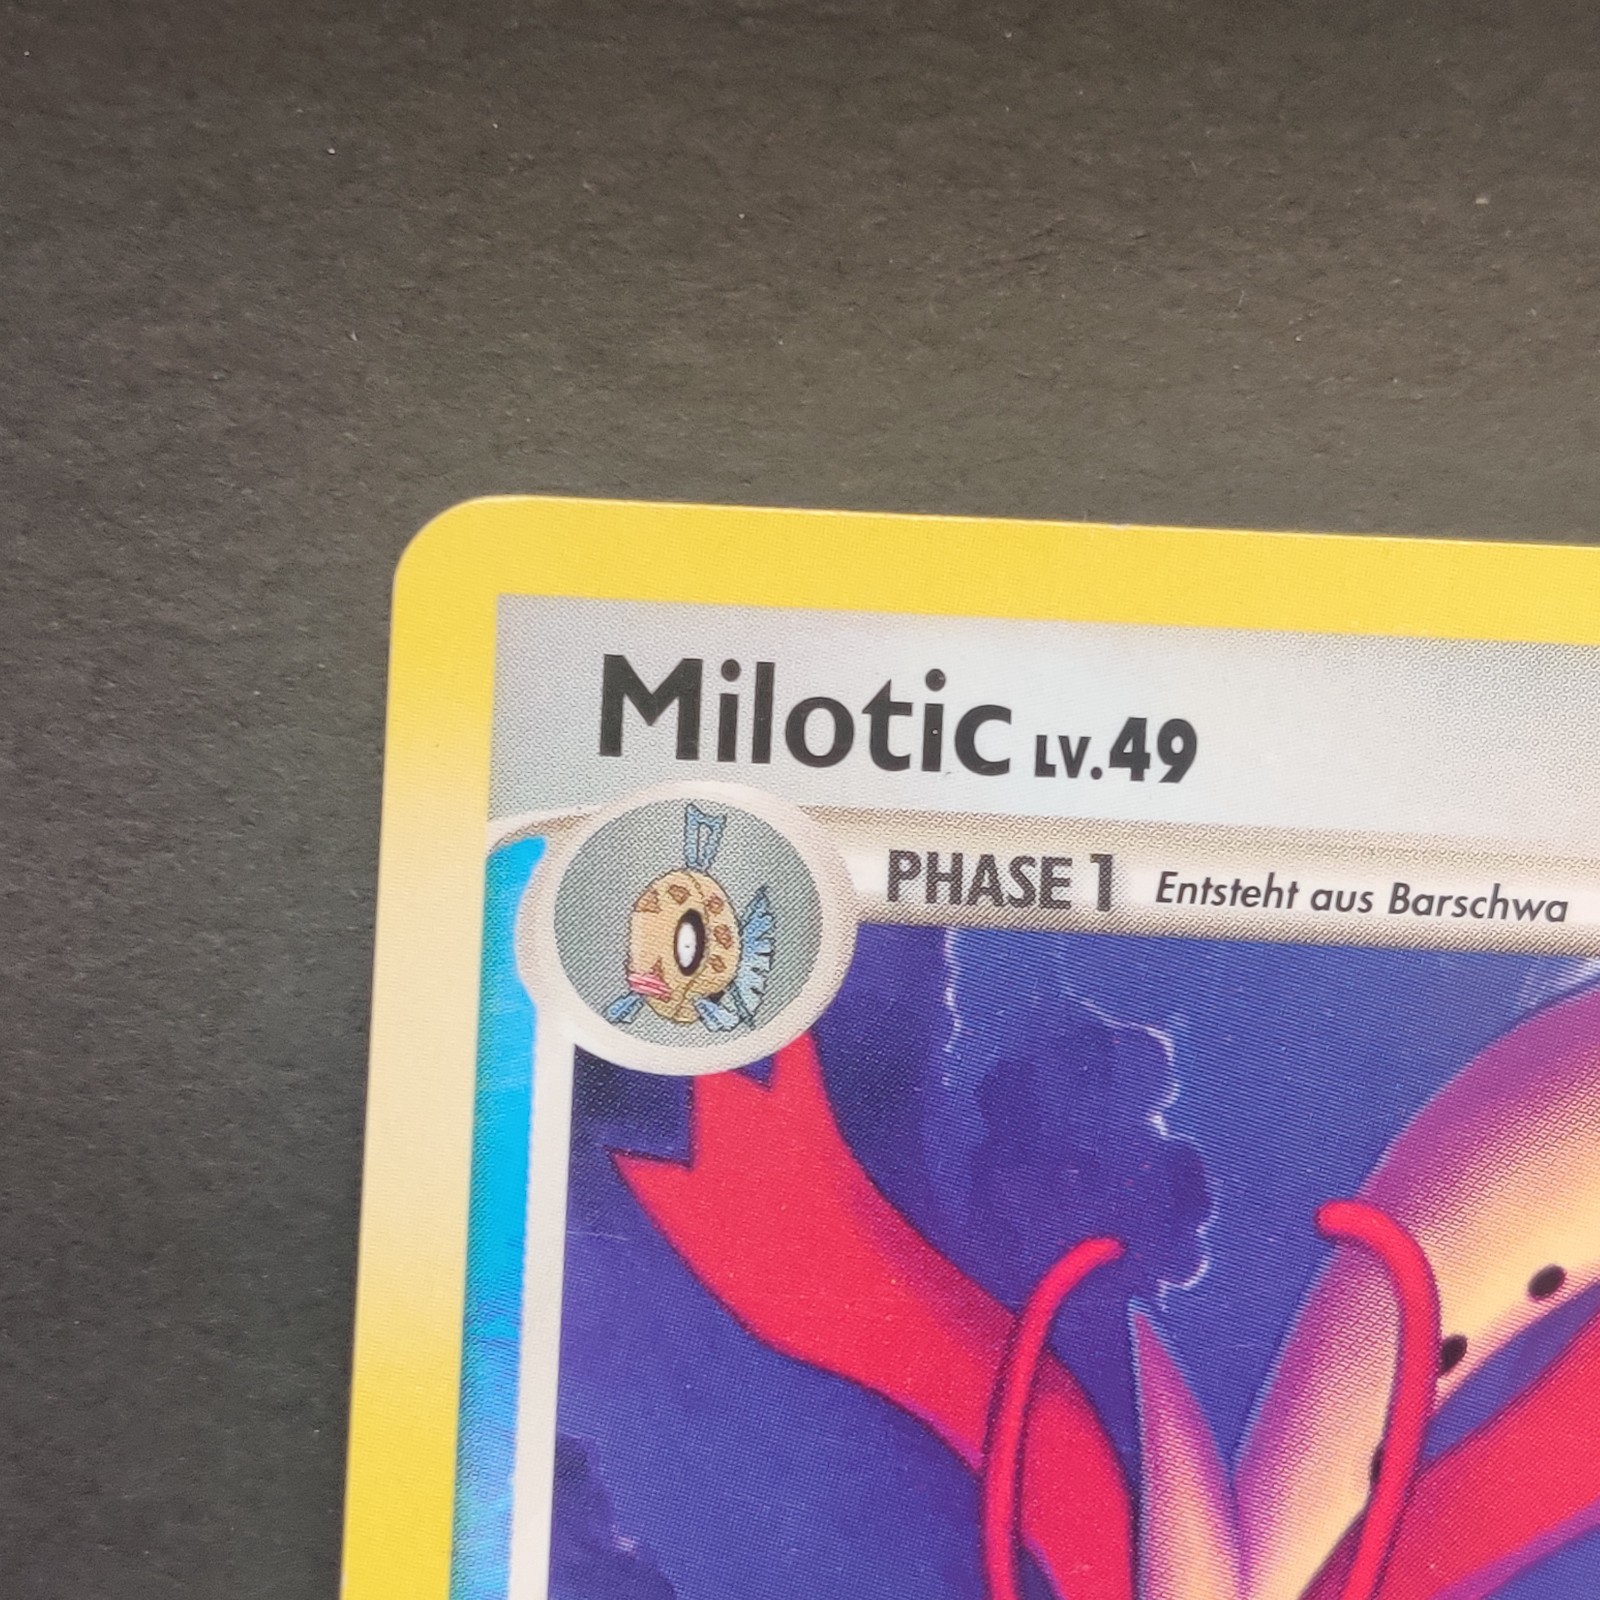 Milotic LV.49
PHASE 1 Entsteht aus Barschwa